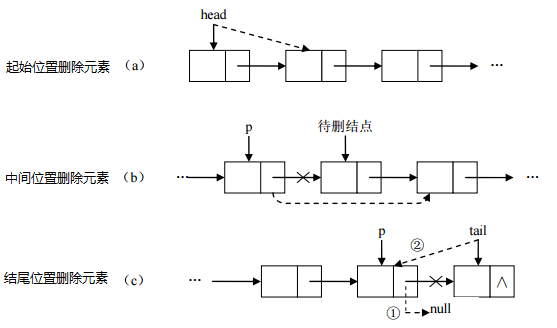 head
起始位置删除元素 （a） ...
p 待删结点
中间位置删除元素 （b） ... ...
p ② tail
结尾位置删除元素 （c） ... ∧
① null